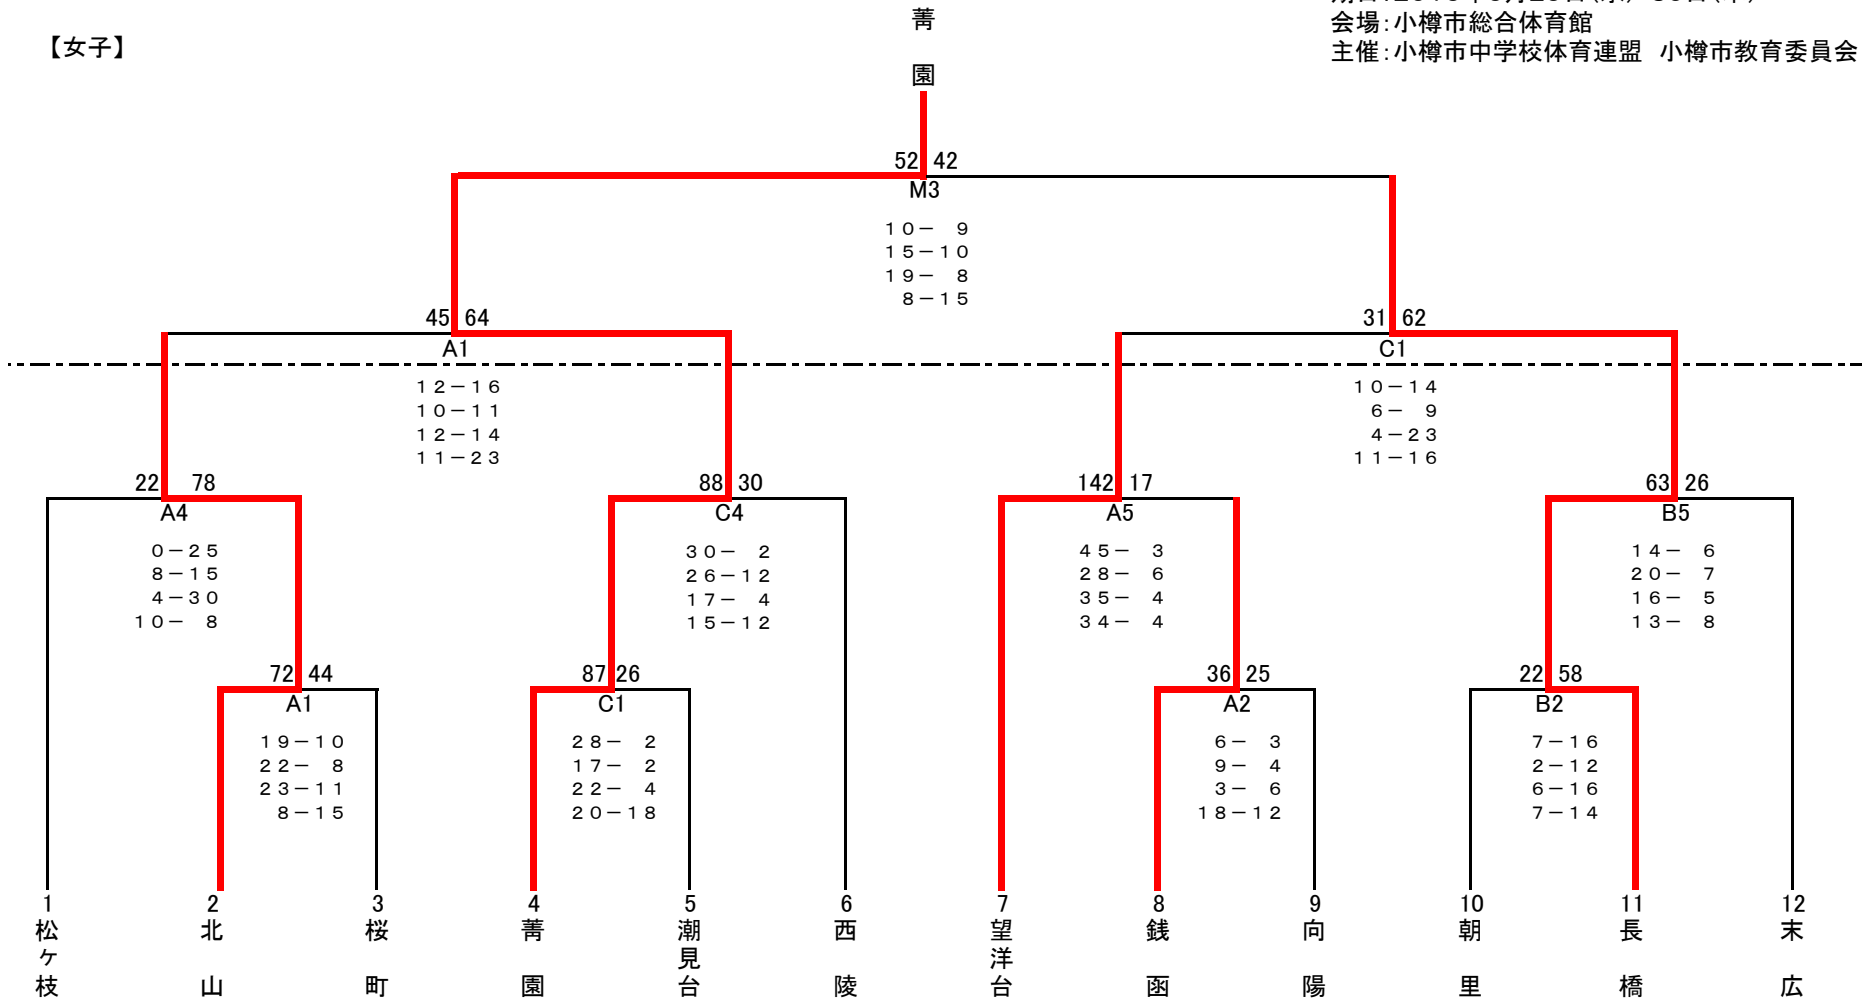 菁園
【女子】
会場：小樽市総合体育館
主催：小樽市中学校体育連盟　小樽市教育委員会
52 42
M3
10－ 9
15－10
19－ 8
8－15
45 64
A1
12－16
10－11
12－14
11－23
31 62
C1
10－14
6－ 9
4－23
11－16
22 78
A4
0－25
8－15
4－30
10－ 8
88 30
C4
30－ 2
26－12
17－ 4
15－12
142 17
A5
45－ 3
28－ 6
35－ 4
34－ 4
63 26
B5
14－ 6
20－ 7
16－ 5
13－ 8
72 44
A1
19－10
22－ 8
23－11
8－15
87 26
C1
28－ 2
17－ 2
22－ 4
20－18
36 25
A2
6－ 3
9－ 4
3－ 6
18－12
22 58
B2
7－16
2－12
6－16
7－14
1 松ヶ枝
2 北山
3 桜町
4 菁園
5 潮見台
6 西陵
7 望洋台
8 銭函
9 向陽
10 朝里
11 長橋
12 末広